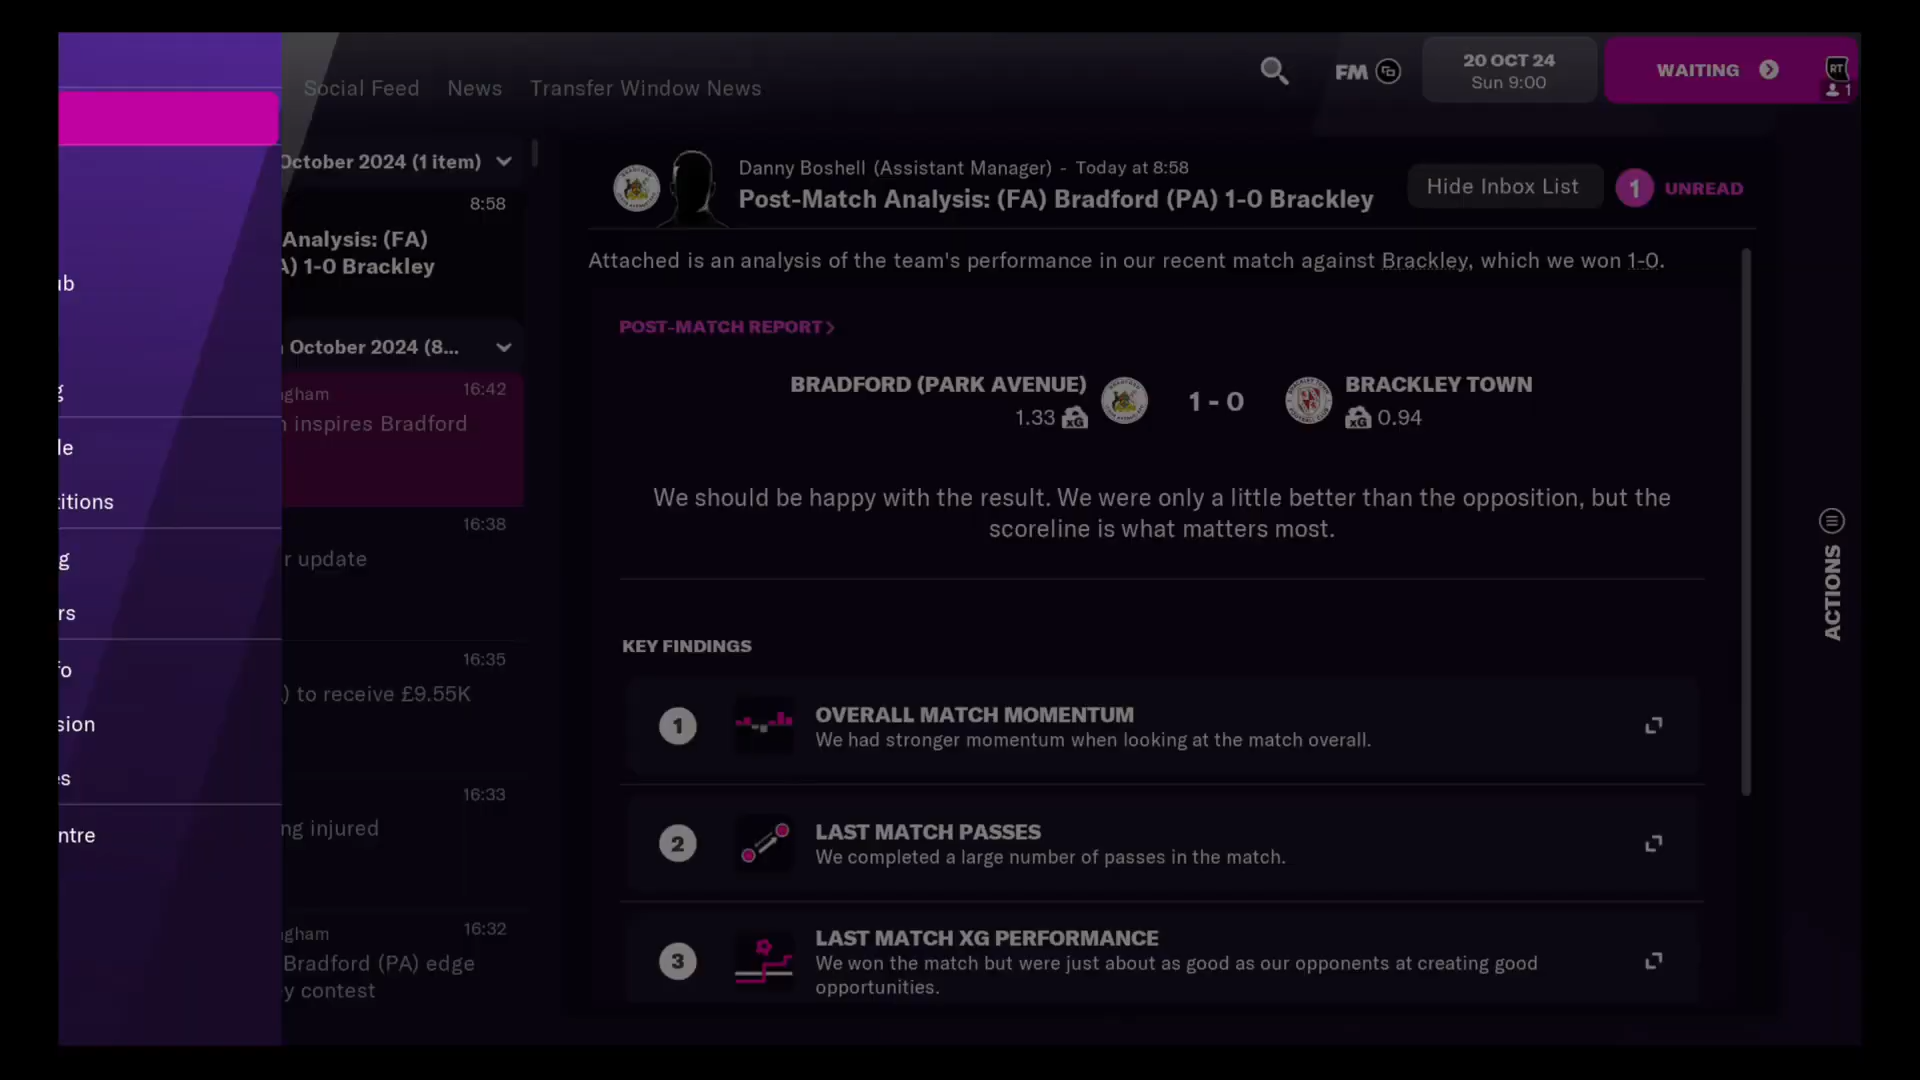 Social Feed News Transfer Window News
FM
20 OCT 24
Sun 9:00
WAITING
RT
1
ub
g
le
titions
g
rs
fo
sion
es
ntre
October 2024 (1 item)
8:58
Analysis: (FA)
A) 1-0 Brackley
October 2024 (8...
ngham 16:42
n inspires Bradford
16:38
r update
16:35
) to receive £9.55K
16:33
ng injured
ngham 16:32
Bradford (PA) edge
y contest
Danny Boshell (Assistant Manager) - Today at 8:58
Post-Match Analysis: (FA) Bradford (PA) 1-0 Brackley
Hide Inbox List
1 UNREAD
Attached is an analysis of the team's performance in our recent match against Brackley, which we won 1-0.
POST-MATCH REPORT
BRADFORD (PARK AVENUE) 1 - 0 BRACKLEY TOWN
1.33 xG xG 0.94
We should be happy with the result. We were only a little better than the opposition, but the
scoreline is what matters most.
KEY FINDINGS
1 OVERALL MATCH MOMENTUM
We had stronger momentum when looking at the match overall.
2 LAST MATCH PASSES
We completed a large number of passes in the match.
3 LAST MATCH XG PERFORMANCE
We won the match but were just about as good as our opponents at creating good
opportunities.
ACTIONS